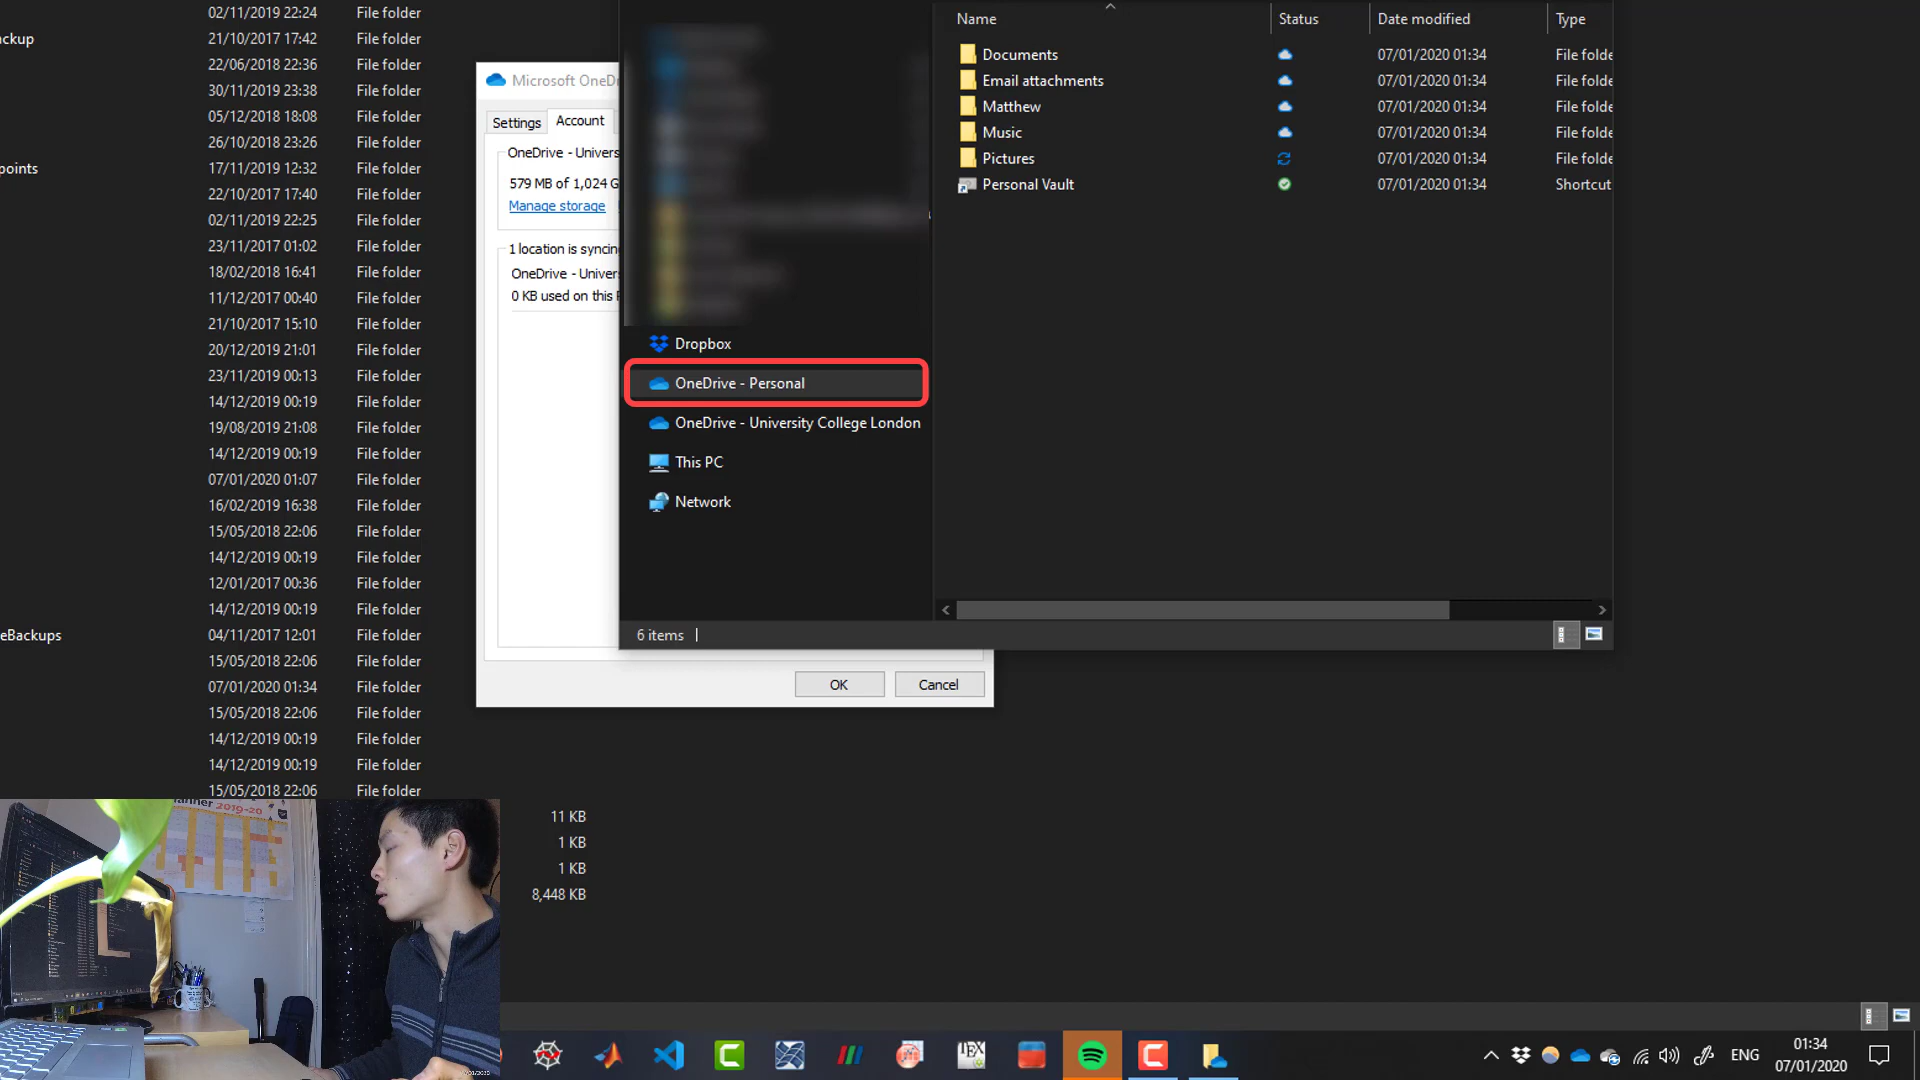 02/11/2019 22:24 File folder
ckup 21/10/2017 17:42 File folder
22/06/2018 22:36 File folder
30/11/2019 23:38 File folder
05/12/2018 18:08 File folder
26/10/2018 23:26 File folder
points 17/11/2019 12:32 File folder
22/10/2017 17:40 File folder
02/11/2019 22:25 File folder
23/11/2017 01:02 File folder
18/02/2018 16:41 File folder
11/12/2017 00:40 File folder
21/10/2017 15:10 File folder
20/12/2019 21:01 File folder
23/11/2019 00:13 File folder
14/12/2019 00:19 File folder
19/08/2019 21:08 File folder
14/12/2019 00:19 File folder
07/01/2020 01:07 File folder
16/02/2019 16:38 File folder
15/05/2018 22:06 File folder
14/12/2019 00:19 File folder
12/01/2017 00:36 File folder
14/12/2019 00:19 File folder
eBackups 04/11/2017 12:01 File folder
15/05/2018 22:06 File folder
07/01/2020 01:34 File folder
15/05/2018 22:06 File folder
14/12/2019 00:19 File folder
14/12/2019 00:19 File folder
15/05/2018 22:06 File folder
11 KB
1 KB
1 KB
8,448 KB
Microsoft OneDr
Settings Account
OneDrive - Univers
579 MB of 1,024 G
Manage storage
1 location is syncing
OneDrive - Univer
0 KB used on this
OK Cancel
Dropbox
OneDrive - Personal
OneDrive - University College London
This PC
Network
6 items
Name Status Date modified Type
Documents 07/01/2020 01:34 File folde
Email attachments 07/01/2020 01:34 File folde
Matthew 07/01/2020 01:34 File folde
Music 07/01/2020 01:34 File folde
Pictures 07/01/2020 01:34 File folde
Personal Vault 07/01/2020 01:34 Shortcut
anner 2019-20
TEX
ENG
01:34
07/01/2020